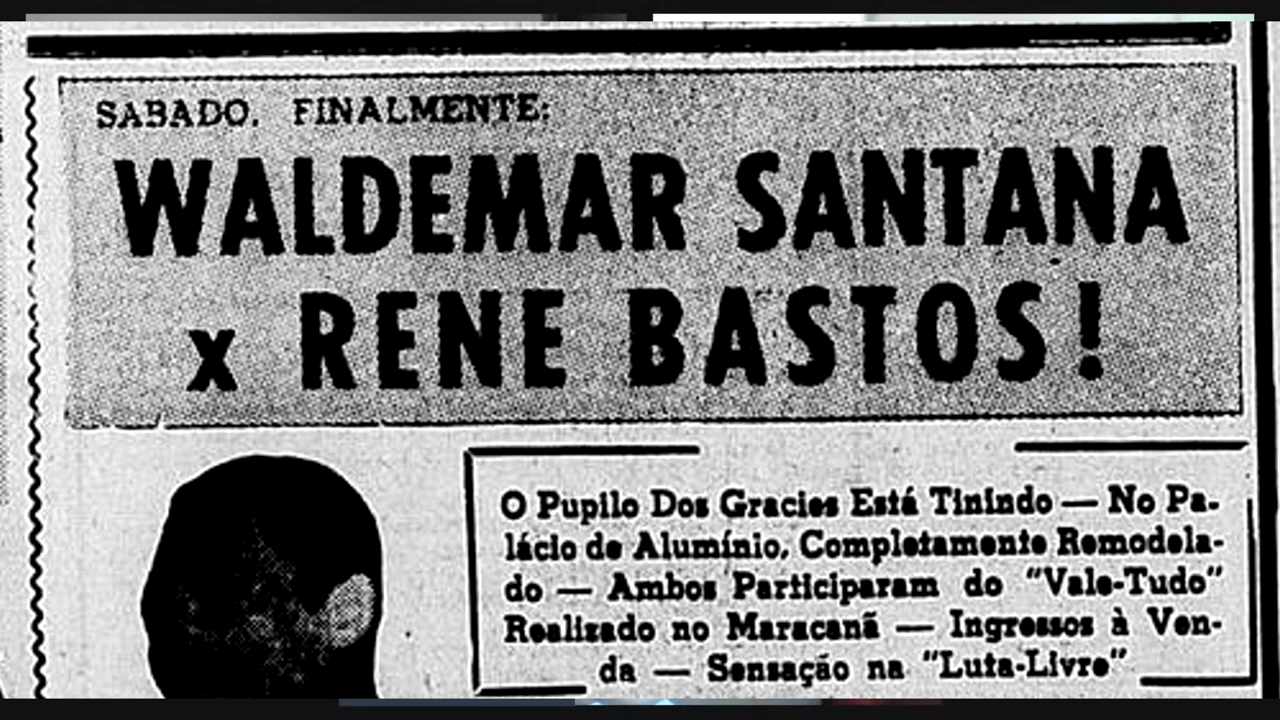 SABADO, FINALMENTE:
WALDEMAR SANTANA
x RENE BASTOS!
O Pupilo Dos Gracies Está Tinindo — No Pa-
lácio de Alumínio, Completamente Remodela-
do — Ambos Participaram do "Vale-Tudo"
Realizado no Maracanã — Ingressos à Ven-
da — Sensação na "Luta-Livre"